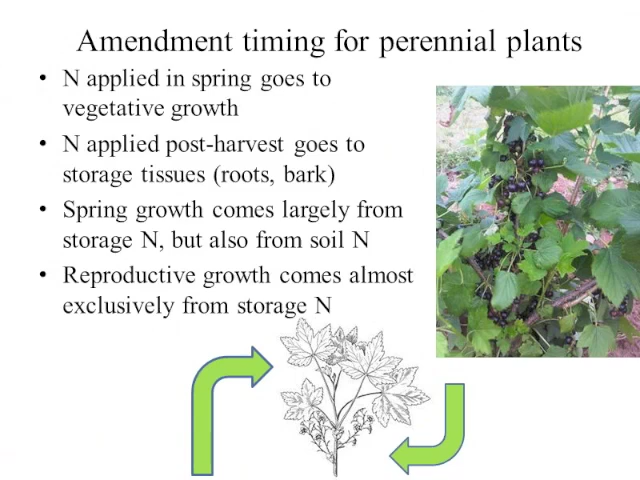 Amendment timing for perennial plants
• N applied in spring goes to
vegetative growth
• N applied post-harvest goes to
storage tissues (roots, bark)
• Spring growth comes largely from
storage N, but also from soil N
• Reproductive growth comes almost
exclusively from storage N